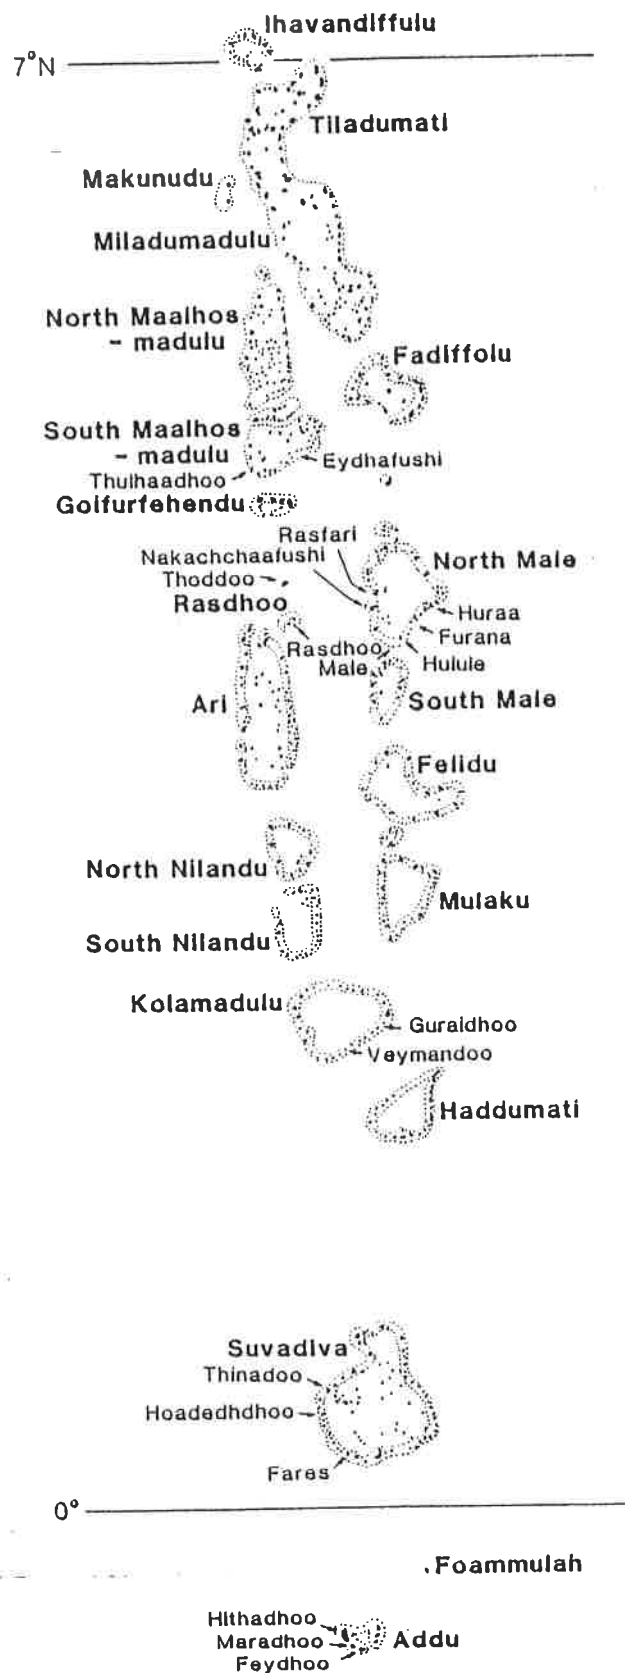 Ihavandiffulu
7°N
Tiladumati
Makunudu
Miladumadulu
North Maalhos
- madulu
Fadiffolu
South Maalhos
- madulu
Eydhafushi
Thulhaadhoo
Goifurfehendu
Rasfari
Nakachchaafushi
North Male
Thoddoo
Rasdhoo
Huraa
Furana
Rasdhoo
Hulule
Male
Ari
South Male
Felidu
North Nilandu
Mulaku
South Nilandu
Kolamadulu
Guraidhoo
Veymandoo
Haddumati
Suvadiva
Thinadoo
Hoadedhdhoo
Fares
0°
Foammulah
Hithadhoo
Maradhoo
Addu
Feydhoo